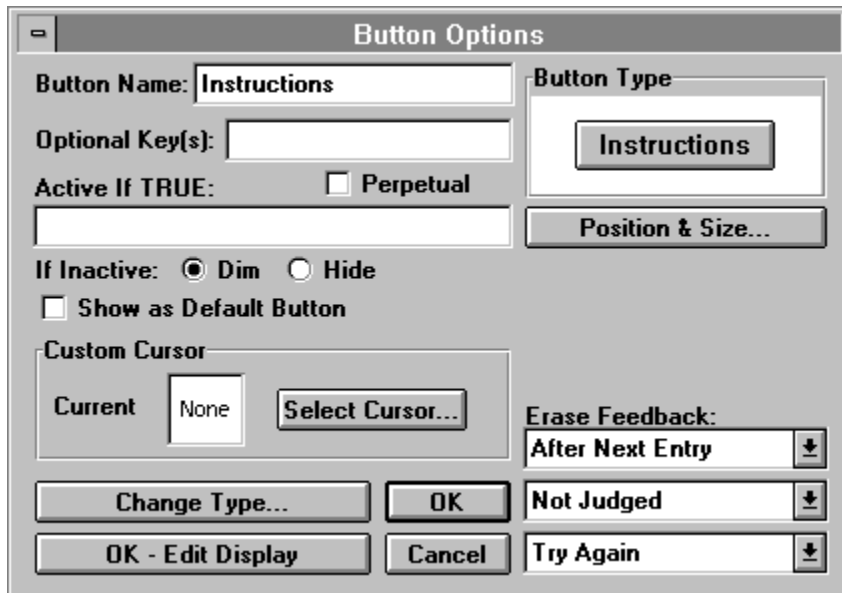 Button Options
Button Name: Instructions
Button Type
Instructions
Optional Key(s):
Active If TRUE: Perpetual
Position & Size...
If Inactive: Dim Hide
Show as Default Button
Custom Cursor
Current None Select Cursor...
Erase Feedback:
After Next Entry
Change Type... OK Not Judged
OK - Edit Display Cancel Try Again